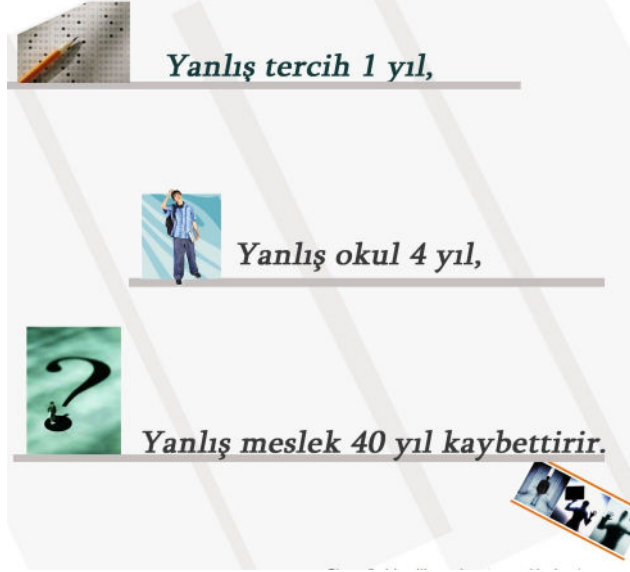 Yanlış tercih 1 yıl,
Yanlış okul 4 yıl,
Yanlış meslek 40 yıl kaybettirir.